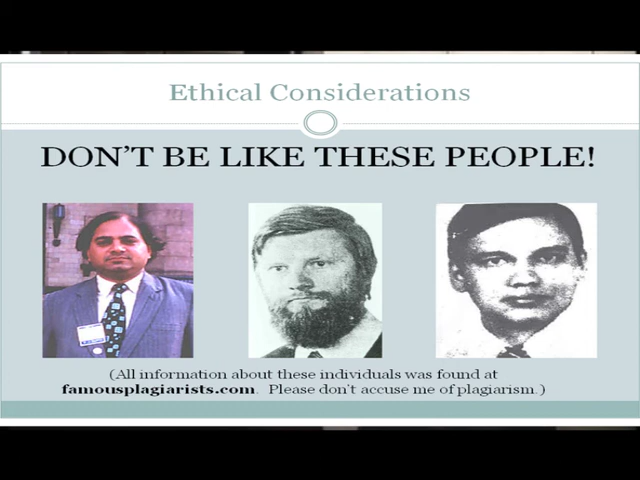 Ethical Considerations
DON'T BE LIKE THESE PEOPLE!
(All information about these individuals was found at
famousplagiarists.com. Please don't accuse me of plagiarism.)